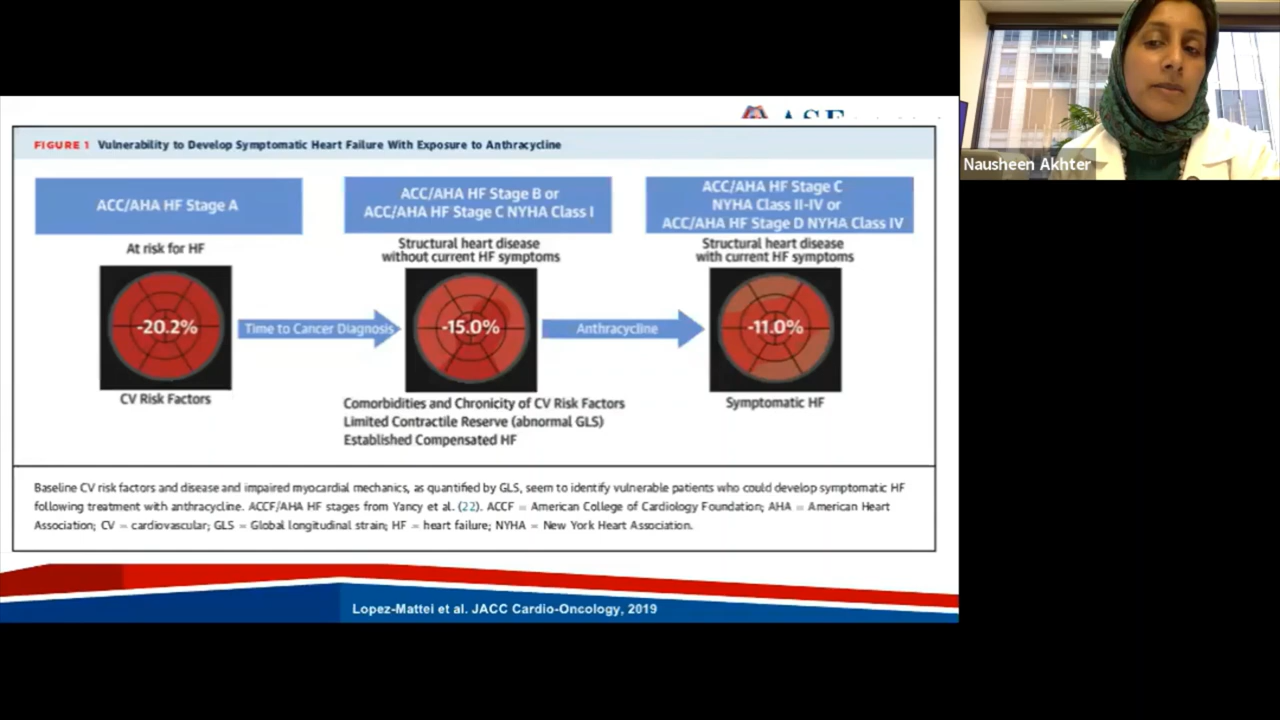 ASE
FIGURE 1 Vulnerability to Develop Symptomatic Heart Failure With Exposure to Anthracycline
ACC/AHA HF Stage A
At risk for HF
-20.2%
CV Risk Factors
Time to Cancer Diagnosis
ACC/AHA HF Stage B or
ACC/AHA HF Stage C NYHA Class I
Structural heart disease
without current HF symptoms
-15.0%
Comorbidities and Chronicity of CV Risk Factors
Limited Contractile Reserve (abnormal GLS)
Established Compensated HF
Anthracycline
ACC/AHA HF Stage C
NYHA Class II-IV or
ACC/AHA HF Stage D NYHA Class IV
Structural heart disease
with current HF symptoms
-11.0%
Symptomatic HF
Baseline CV risk factors and disease and impaired myocardial mechanics, as quantified by GLS, seem to identify vulnerable patients who could develop symptomatic HF
following treatment with anthracycline. ACCF/AHA HF stages from Yancy et al. (22). ACCF = American College of Cardiology Foundation; AHA = American Heart
Association; CV = cardiovascular; GLS = Global longitudinal strain; HF = heart failure; NYHA = New York Heart Association.
Lopez-Mattei et al. JACC Cardio-Oncology, 2019
Nausheen Akhter